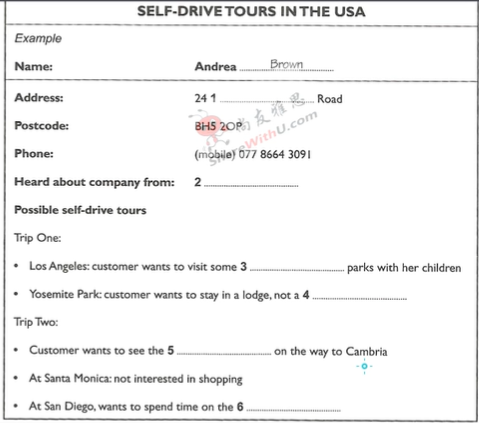 SELF-DRIVE TOURS IN THE USA
Example
Name: Andrea Brown
Address: 24 1 ........................ Road
Postcode: BH5 2OP
Phone: (mobile) 077 8664 3091
Heard about company from: 2 ........................
Possible self-drive tours
Trip One:
• Los Angeles: customer wants to visit some 3 ........................ parks with her children
• Yosemite Park: customer wants to stay in a lodge, not a 4 ........................
Trip Two:
• Customer wants to see the 5 ........................ on the way to Cambria
• At Santa Monica: not interested in shopping
• At San Diego, wants to spend time on the 6 ........................
尚友雅思
ShareWithU.com